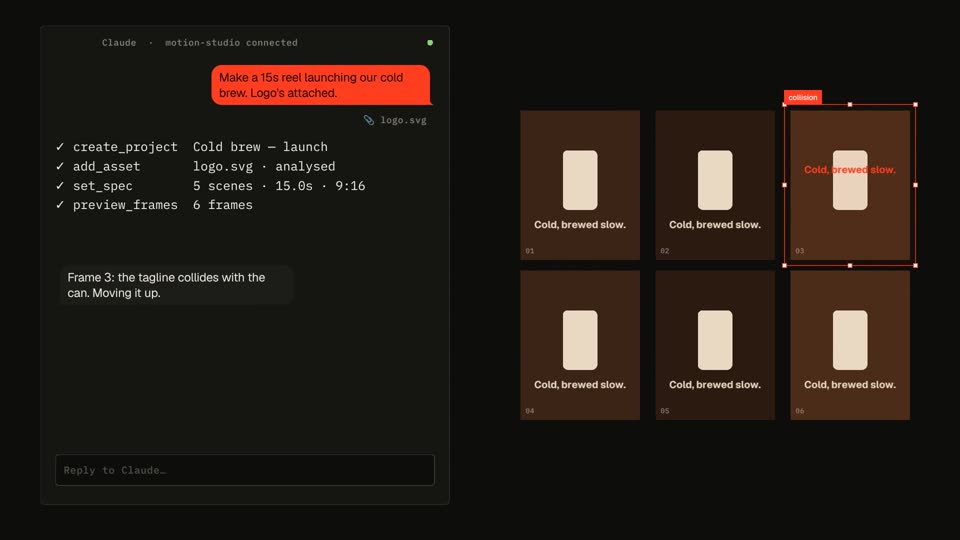 Claude · motion-studio connected
Make a 15s reel launching our cold
brew. Logo's attached.
📎 logo.svg
✓ create_project Cold brew — launch
✓ add_asset logo.svg · analysed
✓ set_spec 5 scenes · 15.0s · 9:16
✓ preview_frames 6 frames
Frame 3: the tagline collides with the
can. Moving it up.
Reply to Claude…
collision
Cold, brewed slow.
01
Cold, brewed slow.
02
Cold, brewed slow.
03
Cold, brewed slow.
04
Cold, brewed slow.
05
Cold, brewed slow.
06